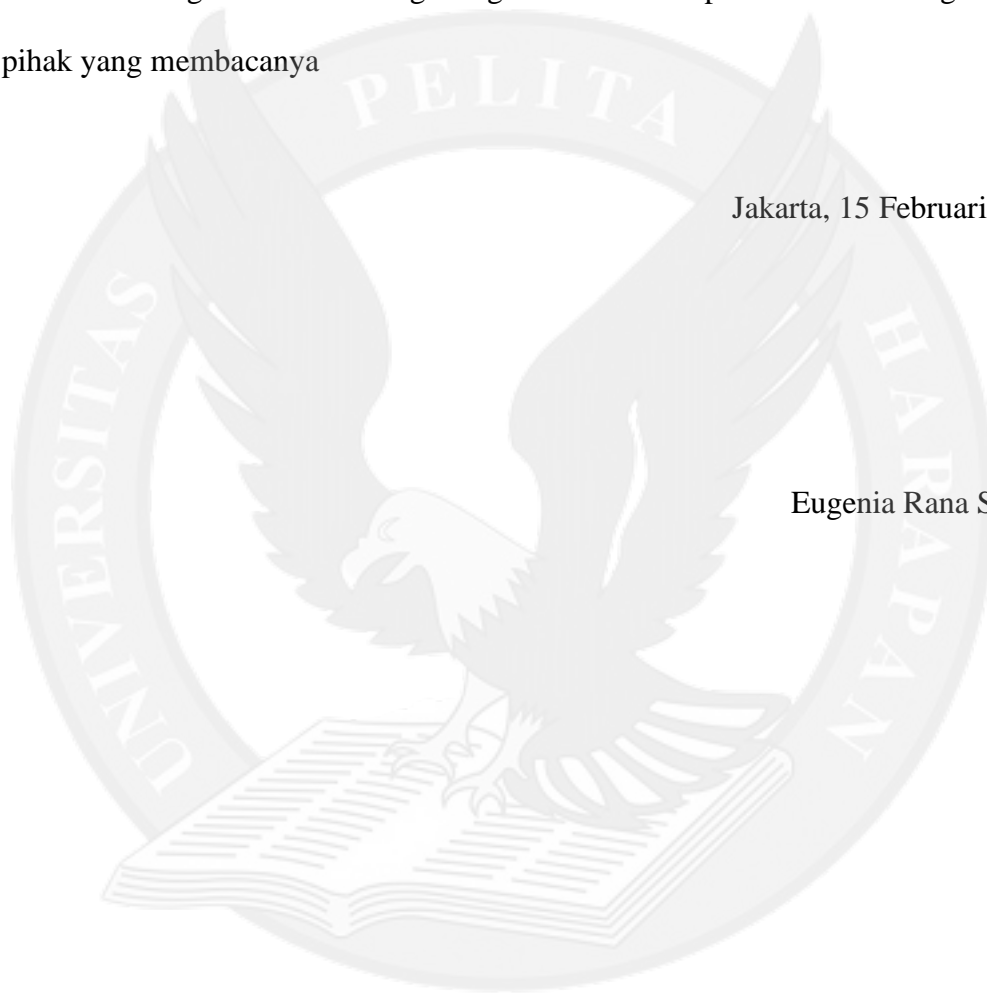 pihak yang membacanya
PELITA
Jakarta, 15 Februari
UNIVERSITAS
HARAPAN
Eugenia Rana S